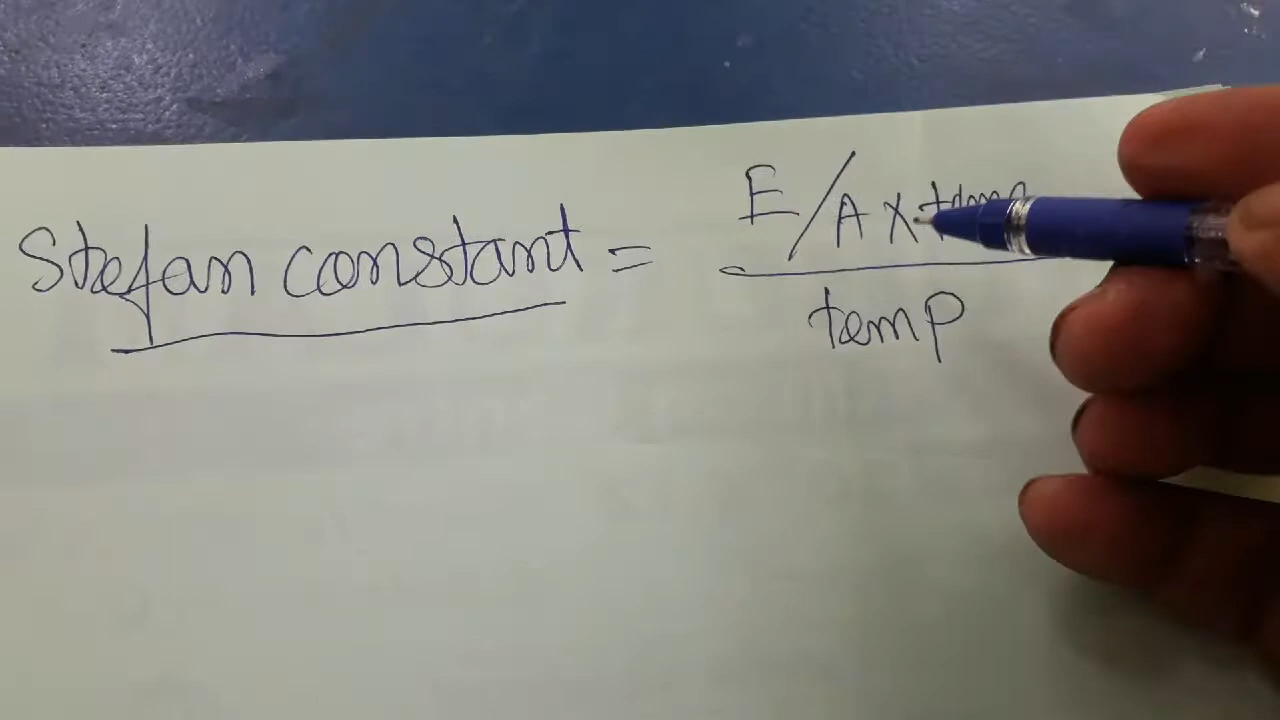 Stefan constant = E/A X
temp